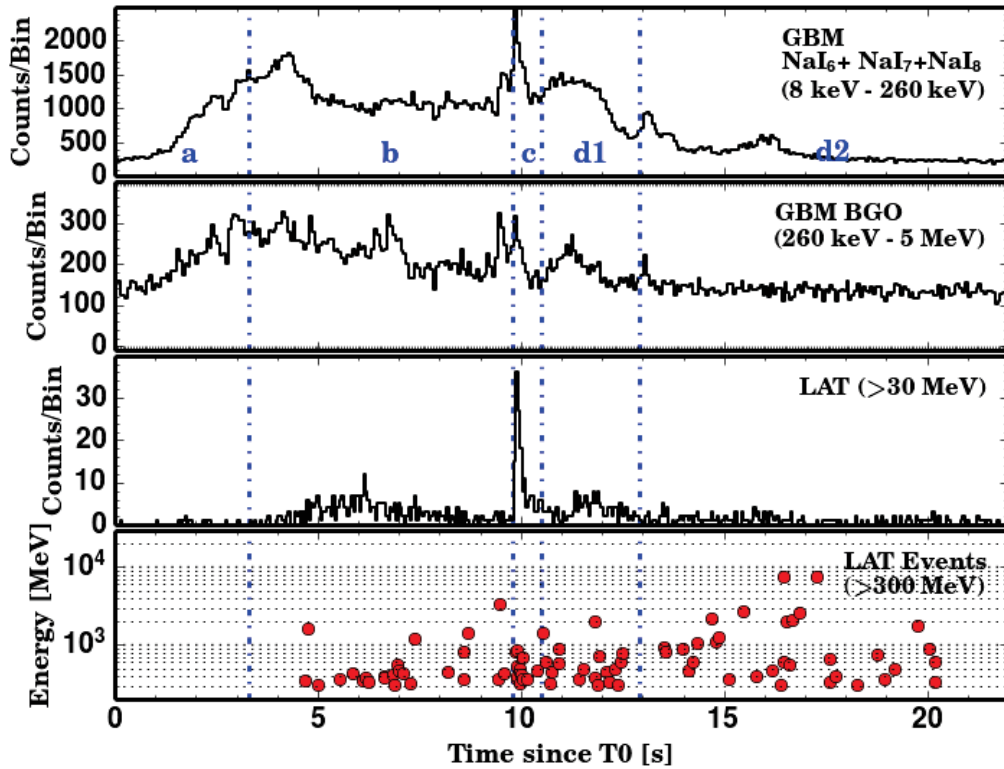 Counts/Bin
2000
1500
1000
500
0
GBM
NaI6+ NaI7+NaI8
(8 keV - 260 keV)
a
b
c
d1
d2
Counts/Bin
300
200
100
0
GBM BGO
(260 keV - 5 MeV)
Counts/Bin
30
20
10
0
LAT (>30 MeV)
Energy [MeV]
10^4
10^3
LAT Events
(>300 MeV)
0
5
10
15
20
Time since T0 [s]